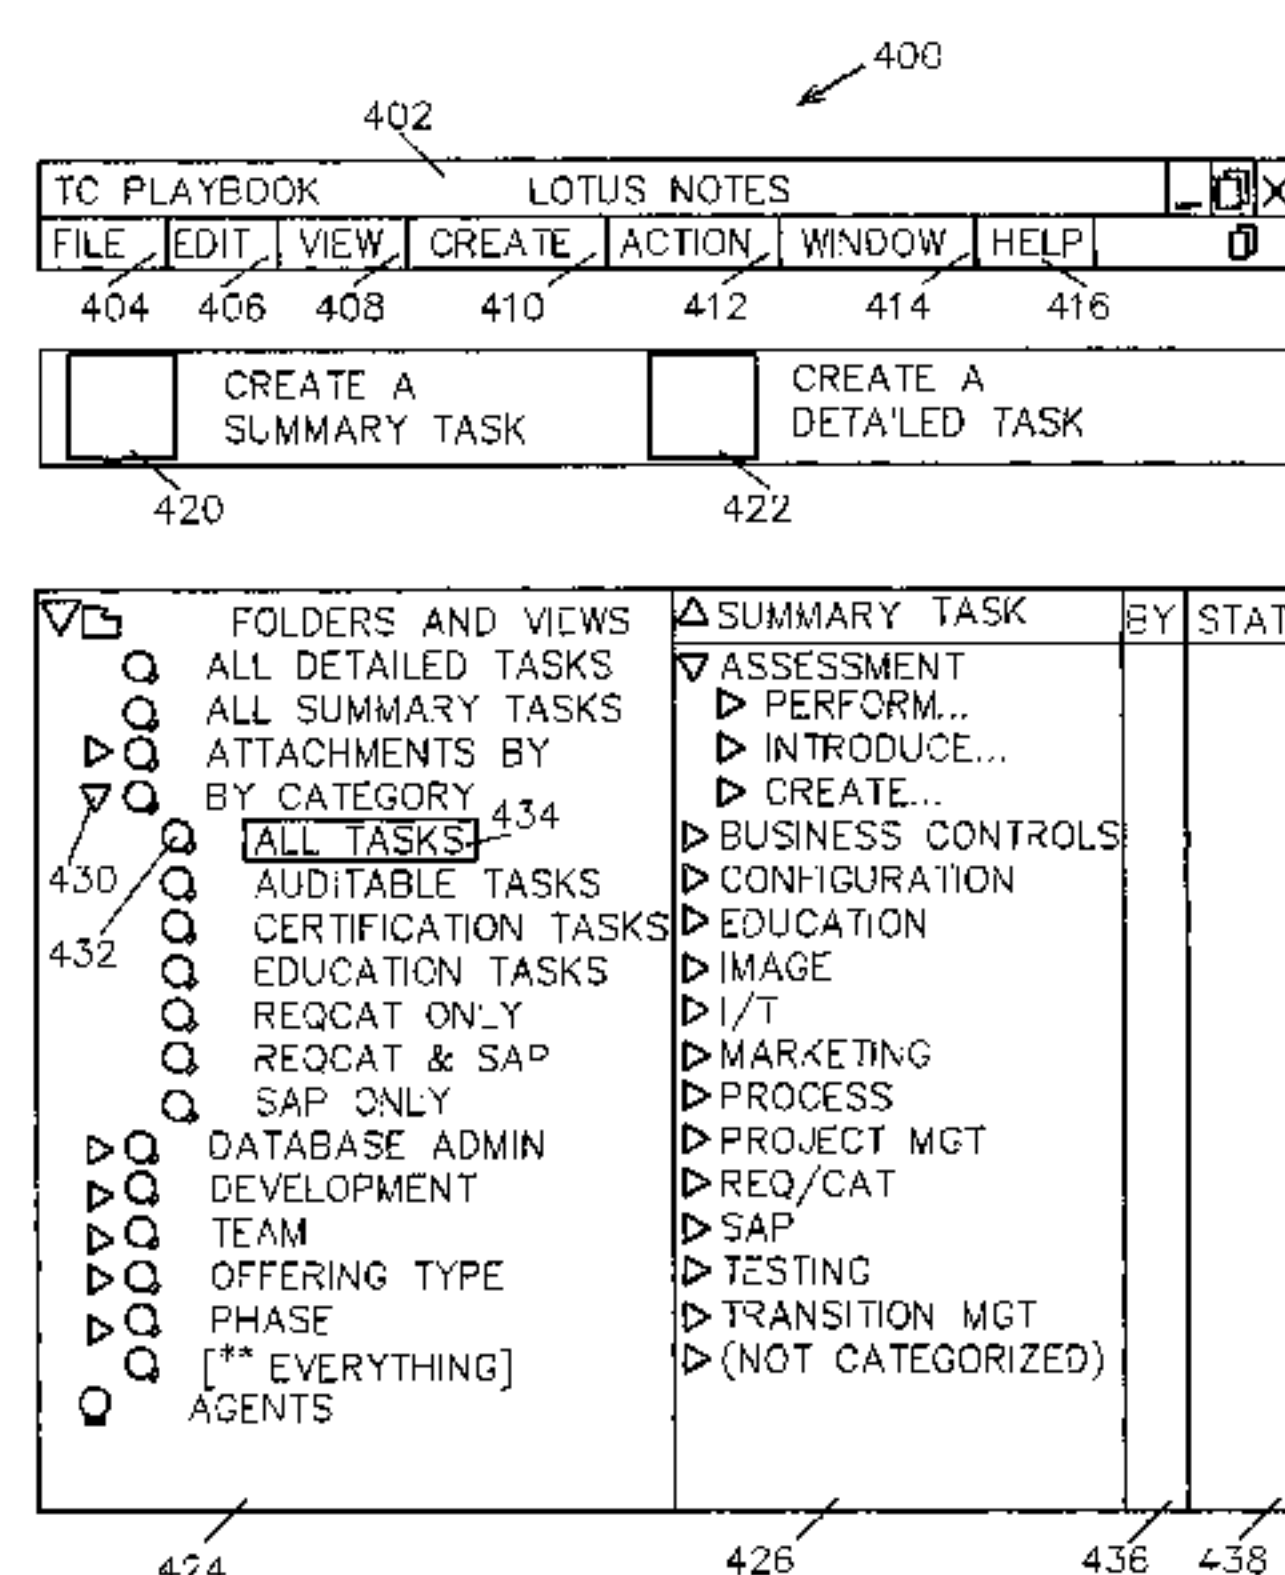 400
402
TC PLAYBOOK LOTUS NOTES
FILE EDIT VIEW CREATE ACTION WINDOW HELP
404 406 408 410 412 414 416
CREATE A
SUMMARY TASK
CREATE A
DETAILED TASK
420 422
FOLDERS AND VIEWS
ALL DETAILED TASKS
ALL SUMMARY TASKS
ATTACHMENTS BY
BY CATEGORY
434
ALL TASKS
430
AUDITABLE TASKS
CERTIFICATION TASKS
432
EDUCATION TASKS
REQCAT ONLY
REQCAT & SAP
SAP ONLY
DATABASE ADMIN
DEVELOPMENT
TEAM
OFFERING TYPE
PHASE
[** EVERYTHING]
AGENTS
SUMMARY TASK BY STAT
ASSESSMENT
PERFORM...
INTRODUCE...
CREATE...
BUSINESS CONTROLS
CONFIGURATION
EDUCATION
IMAGE
I/T
MARKETING
PROCESS
PROJECT MGT
REQ/CAT
SAP
TESTING
TRANSITION MGT
(NOT CATEGORIZED)
424 426 436 438